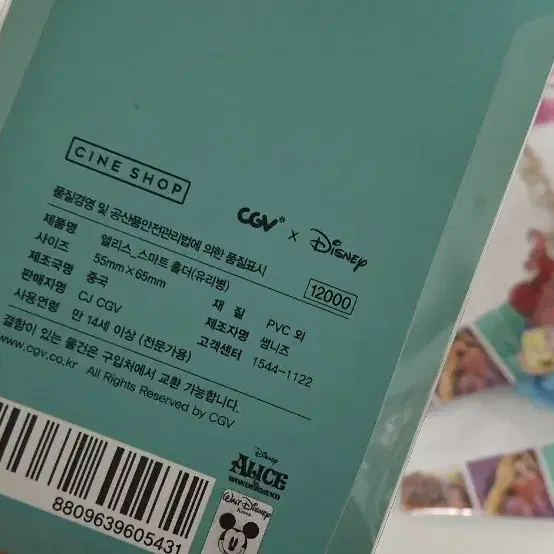 CINE SHOP
CGV* × Disney
품질경영 및 공산품안전관리법에 의한 품질표시
12000
제품명 앨리스_스마트 홀더(유리병)
사이즈 55mm×65mm 재 질 PVC 외
제조국명 중국 제조자명 썸니즈
판매자명 CJ CGV 고객센터 1544-1122
사용연령 만 14세 이상 (전문가용)
결함이 있는 물건은 구입처에서 교환 가능합니다.
www.cgv.co.kr All Rights Reserved by CGV
8809639605431
Disney
ALICE
IN
WONDERLAND
WALT DISNEY
Korea